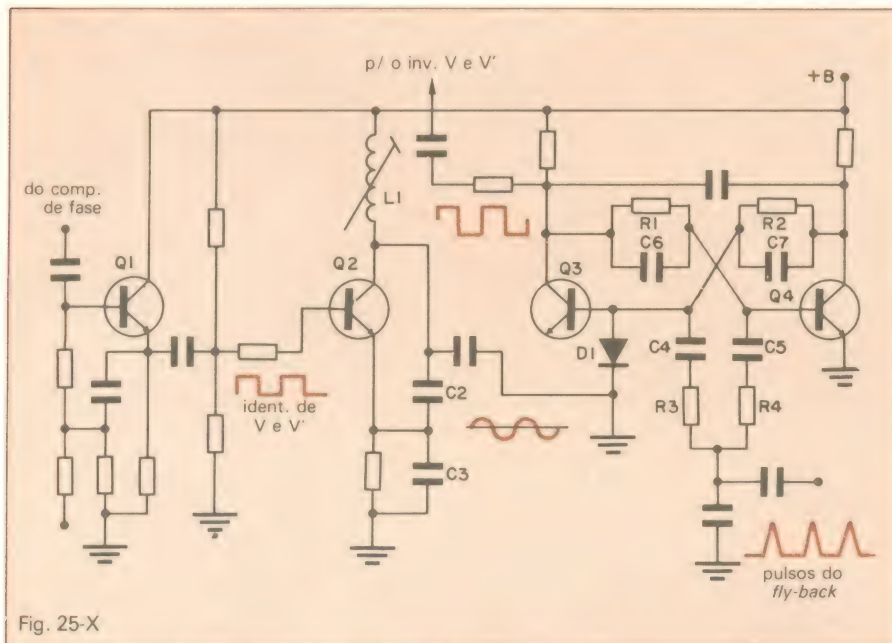 p/ o inv. V e V'
+B
do comp.
de fase
L1
R1
R2
C6
C7
Q1
Q2
Q3
Q4
D1
C4
C5
C2
R3
R4
ident. de
V e V'
C3
pulsos do
fly-back
Fig. 25-X